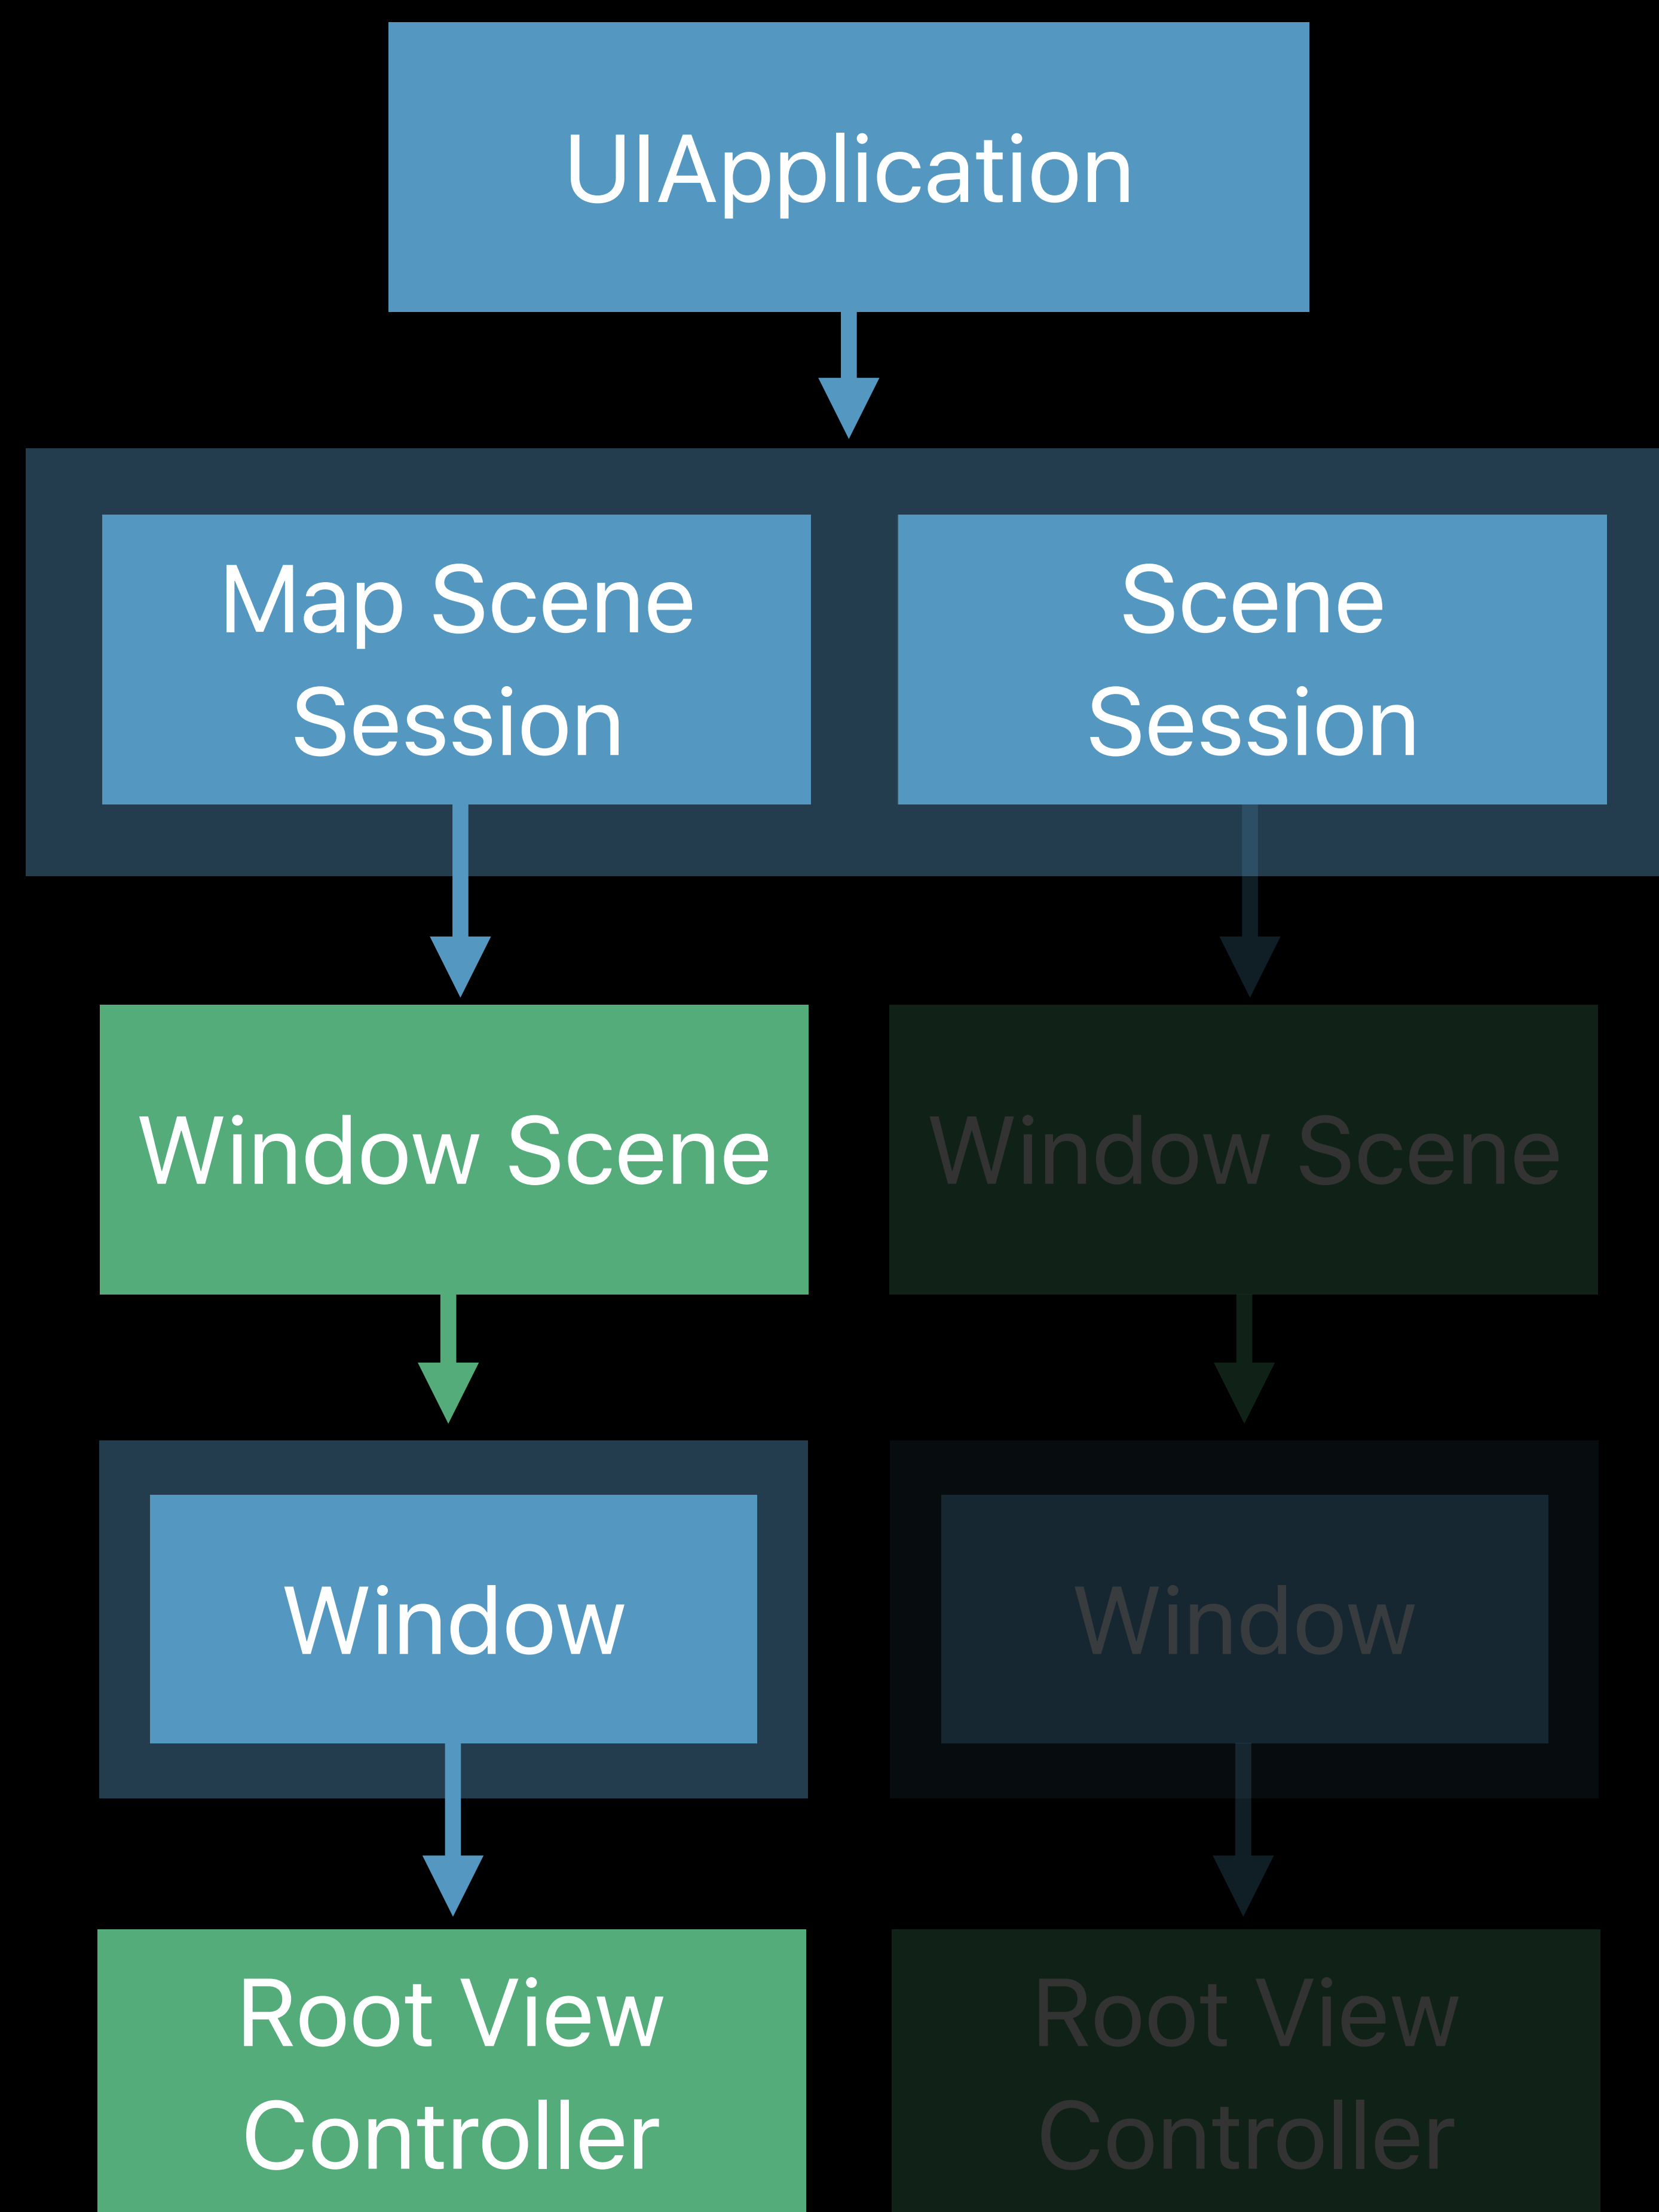 UIApplication
Map Scene
Session
Scene
Session
Window Scene
Window Scene
Window
Window
Root View
Controller
Root View
Controller